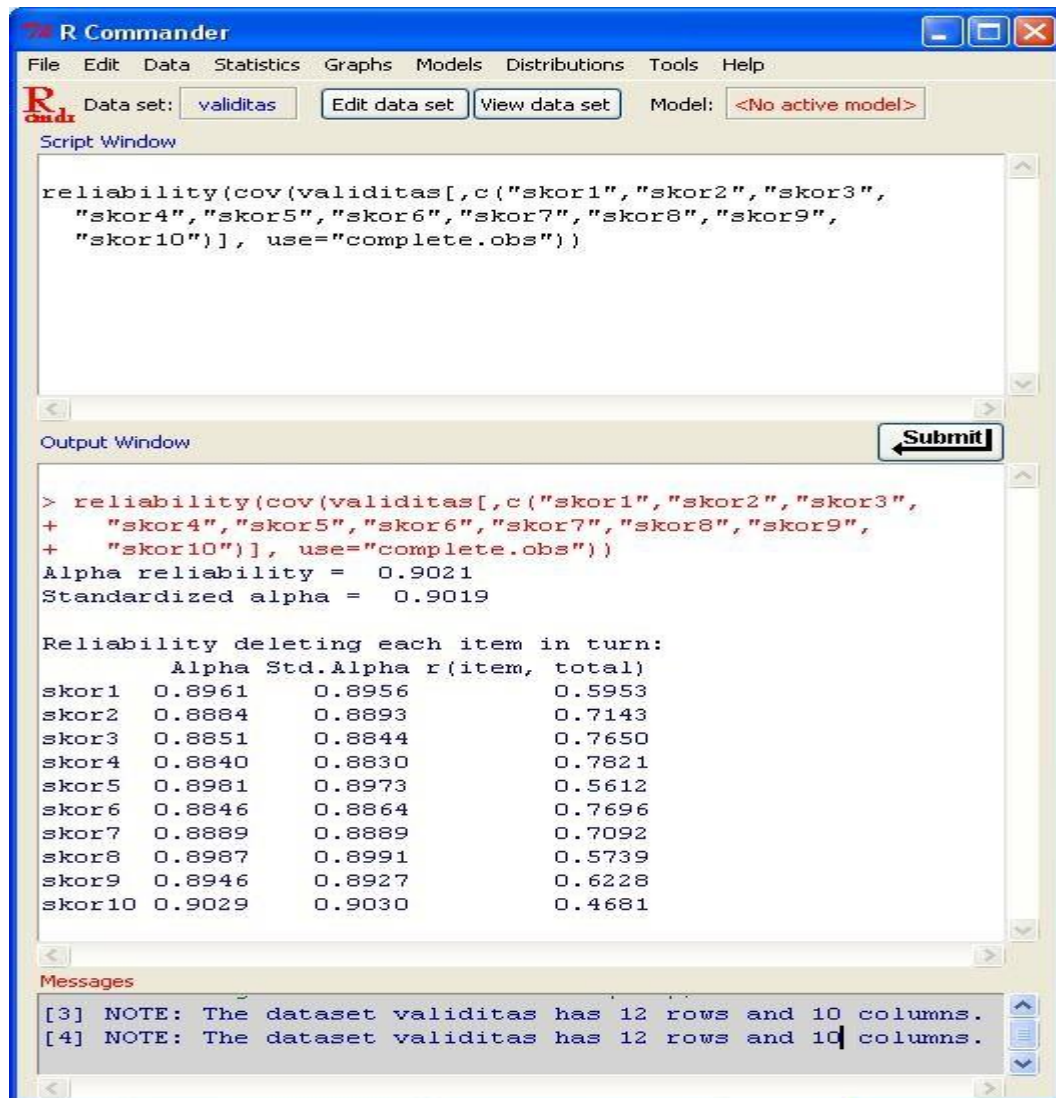 R Commander
File Edit Data Statistics Graphs Models Distributions Tools Help
R Data set: validitas Edit data set View data set Model: <No active model>
cmdr
Script Window
reliability(cov(validitas[,c("skor1","skor2","skor3",
"skor4","skor5","skor6","skor7","skor8","skor9",
"skor10")], use="complete.obs"))
Output Window Submit
> reliability(cov(validitas[,c("skor1","skor2","skor3",
+ "skor4","skor5","skor6","skor7","skor8","skor9",
+ "skor10")], use="complete.obs"))
Alpha reliability = 0.9021
Standardized alpha = 0.9019
Reliability deleting each item in turn:
Alpha Std.Alpha r(item, total)
skor1 0.8961 0.8956 0.5953
skor2 0.8884 0.8893 0.7143
skor3 0.8851 0.8844 0.7650
skor4 0.8840 0.8830 0.7821
skor5 0.8981 0.8973 0.5612
skor6 0.8846 0.8864 0.7696
skor7 0.8889 0.8889 0.7092
skor8 0.8987 0.8991 0.5739
skor9 0.8946 0.8927 0.6228
skor10 0.9029 0.9030 0.4681
Messages
[3] NOTE: The dataset validitas has 12 rows and 10 columns.
[4] NOTE: The dataset validitas has 12 rows and 10 columns.